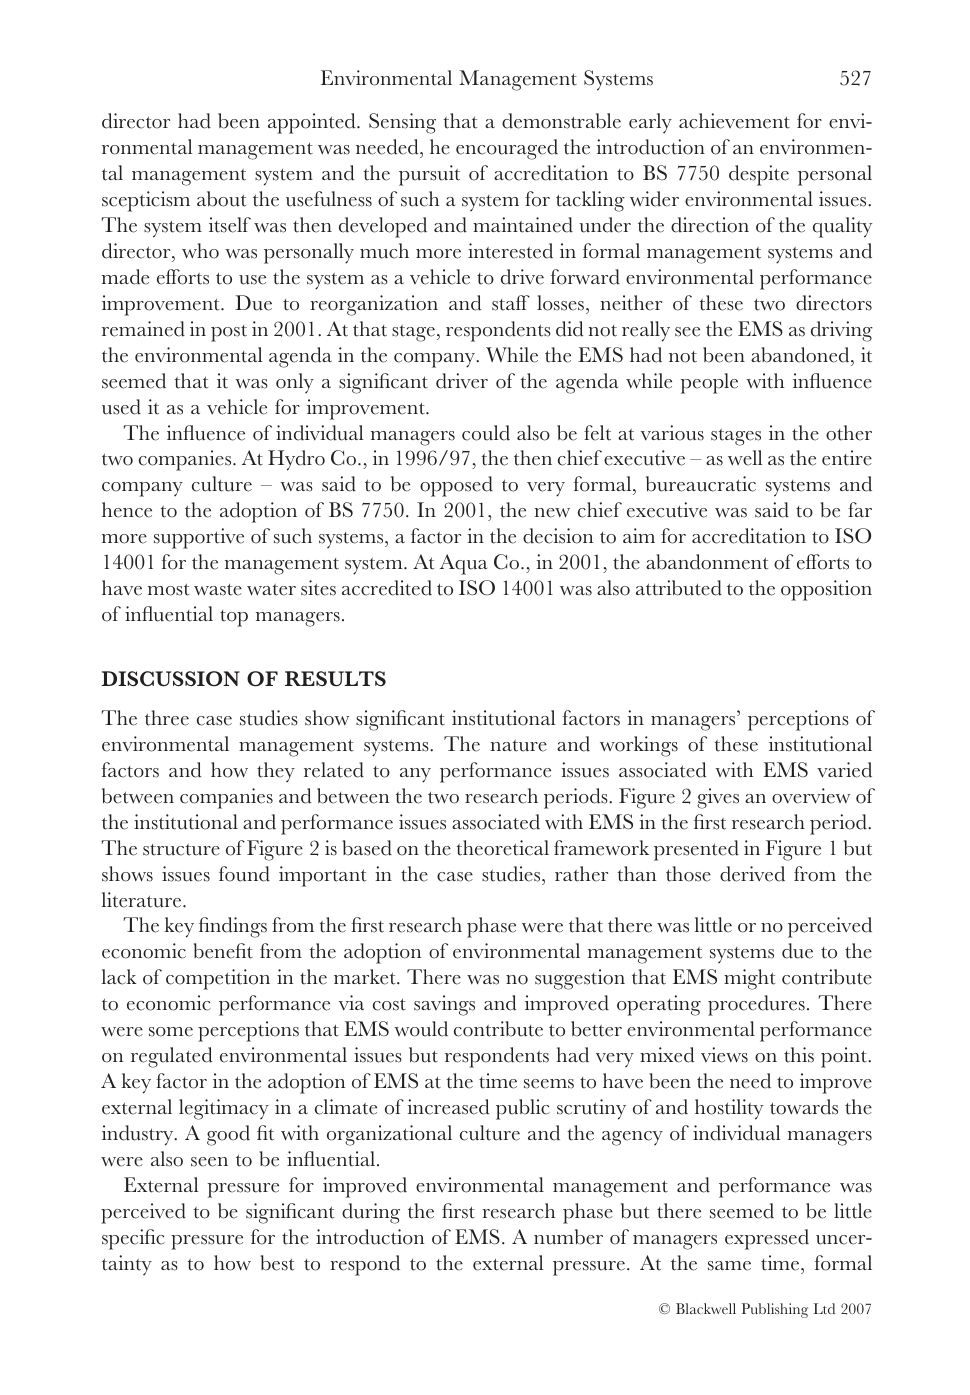 Environmental Management Systems 527
director had been appointed. Sensing that a demonstrable early achievement for envi-
ronmental management was needed, he encouraged the introduction of an environmen-
tal management system and the pursuit of accreditation to BS 7750 despite personal
scepticism about the usefulness of such a system for tackling wider environmental issues.
The system itself was then developed and maintained under the direction of the quality
director, who was personally much more interested in formal management systems and
made efforts to use the system as a vehicle to drive forward environmental performance
improvement. Due to reorganization and staff losses, neither of these two directors
remained in post in 2001. At that stage, respondents did not really see the EMS as driving
the environmental agenda in the company. While the EMS had not been abandoned, it
seemed that it was only a significant driver of the agenda while people with influence
used it as a vehicle for improvement.
The influence of individual managers could also be felt at various stages in the other
two companies. At Hydro Co., in 1996/97, the then chief executive – as well as the entire
company culture – was said to be opposed to very formal, bureaucratic systems and
hence to the adoption of BS 7750. In 2001, the new chief executive was said to be far
more supportive of such systems, a factor in the decision to aim for accreditation to ISO
14001 for the management system. At Aqua Co., in 2001, the abandonment of efforts to
have most waste water sites accredited to ISO 14001 was also attributed to the opposition
of influential top managers.
DISCUSSION OF RESULTS
The three case studies show significant institutional factors in managers’ perceptions of
environmental management systems. The nature and workings of these institutional
factors and how they related to any performance issues associated with EMS varied
between companies and between the two research periods. Figure 2 gives an overview of
the institutional and performance issues associated with EMS in the first research period.
The structure of Figure 2 is based on the theoretical framework presented in Figure 1 but
shows issues found important in the case studies, rather than those derived from the
literature.
The key findings from the first research phase were that there was little or no perceived
economic benefit from the adoption of environmental management systems due to the
lack of competition in the market. There was no suggestion that EMS might contribute
to economic performance via cost savings and improved operating procedures. There
were some perceptions that EMS would contribute to better environmental performance
on regulated environmental issues but respondents had very mixed views on this point.
A key factor in the adoption of EMS at the time seems to have been the need to improve
external legitimacy in a climate of increased public scrutiny of and hostility towards the
industry. A good fit with organizational culture and the agency of individual managers
were also seen to be influential.
External pressure for improved environmental management and performance was
perceived to be significant during the first research phase but there seemed to be little
specific pressure for the introduction of EMS. A number of managers expressed uncer-
tainty as to how best to respond to the external pressure. At the same time, formal
© Blackwell Publishing Ltd 2007